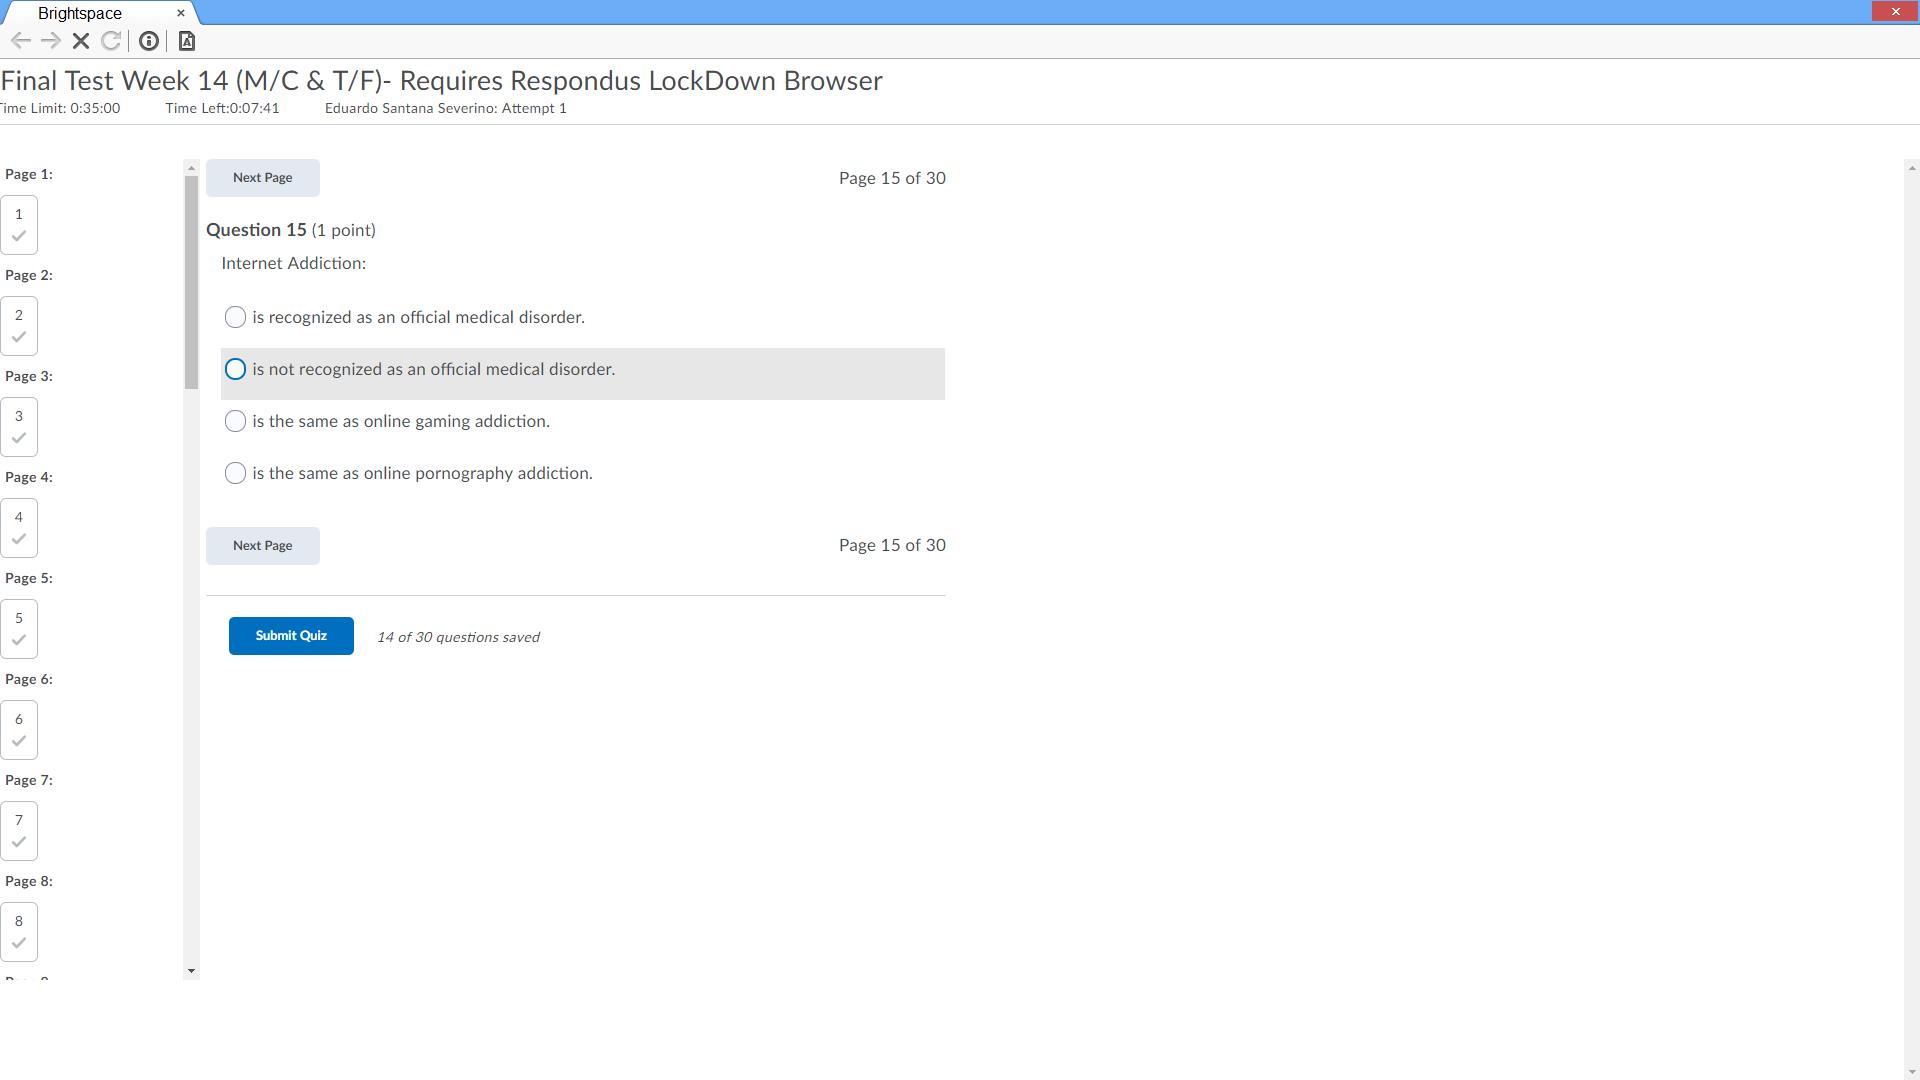 Brightspace
Final Test Week 14 (M/C & T/F)- Requires Respondus LockDown Browser
Time Limit: 0:35:00 Time Left:0:07:41 Eduardo Santana Severino: Attempt 1
Page 1:
1
Page 2:
2
Page 3:
3
Page 4:
4
Page 5:
5
Page 6:
6
Page 7:
7
Page 8:
8
Next Page Page 15 of 30
Question 15 (1 point)
Internet Addiction:
is recognized as an official medical disorder.
is not recognized as an official medical disorder.
is the same as online gaming addiction.
is the same as online pornography addiction.
Next Page Page 15 of 30
Submit Quiz 14 of 30 questions saved